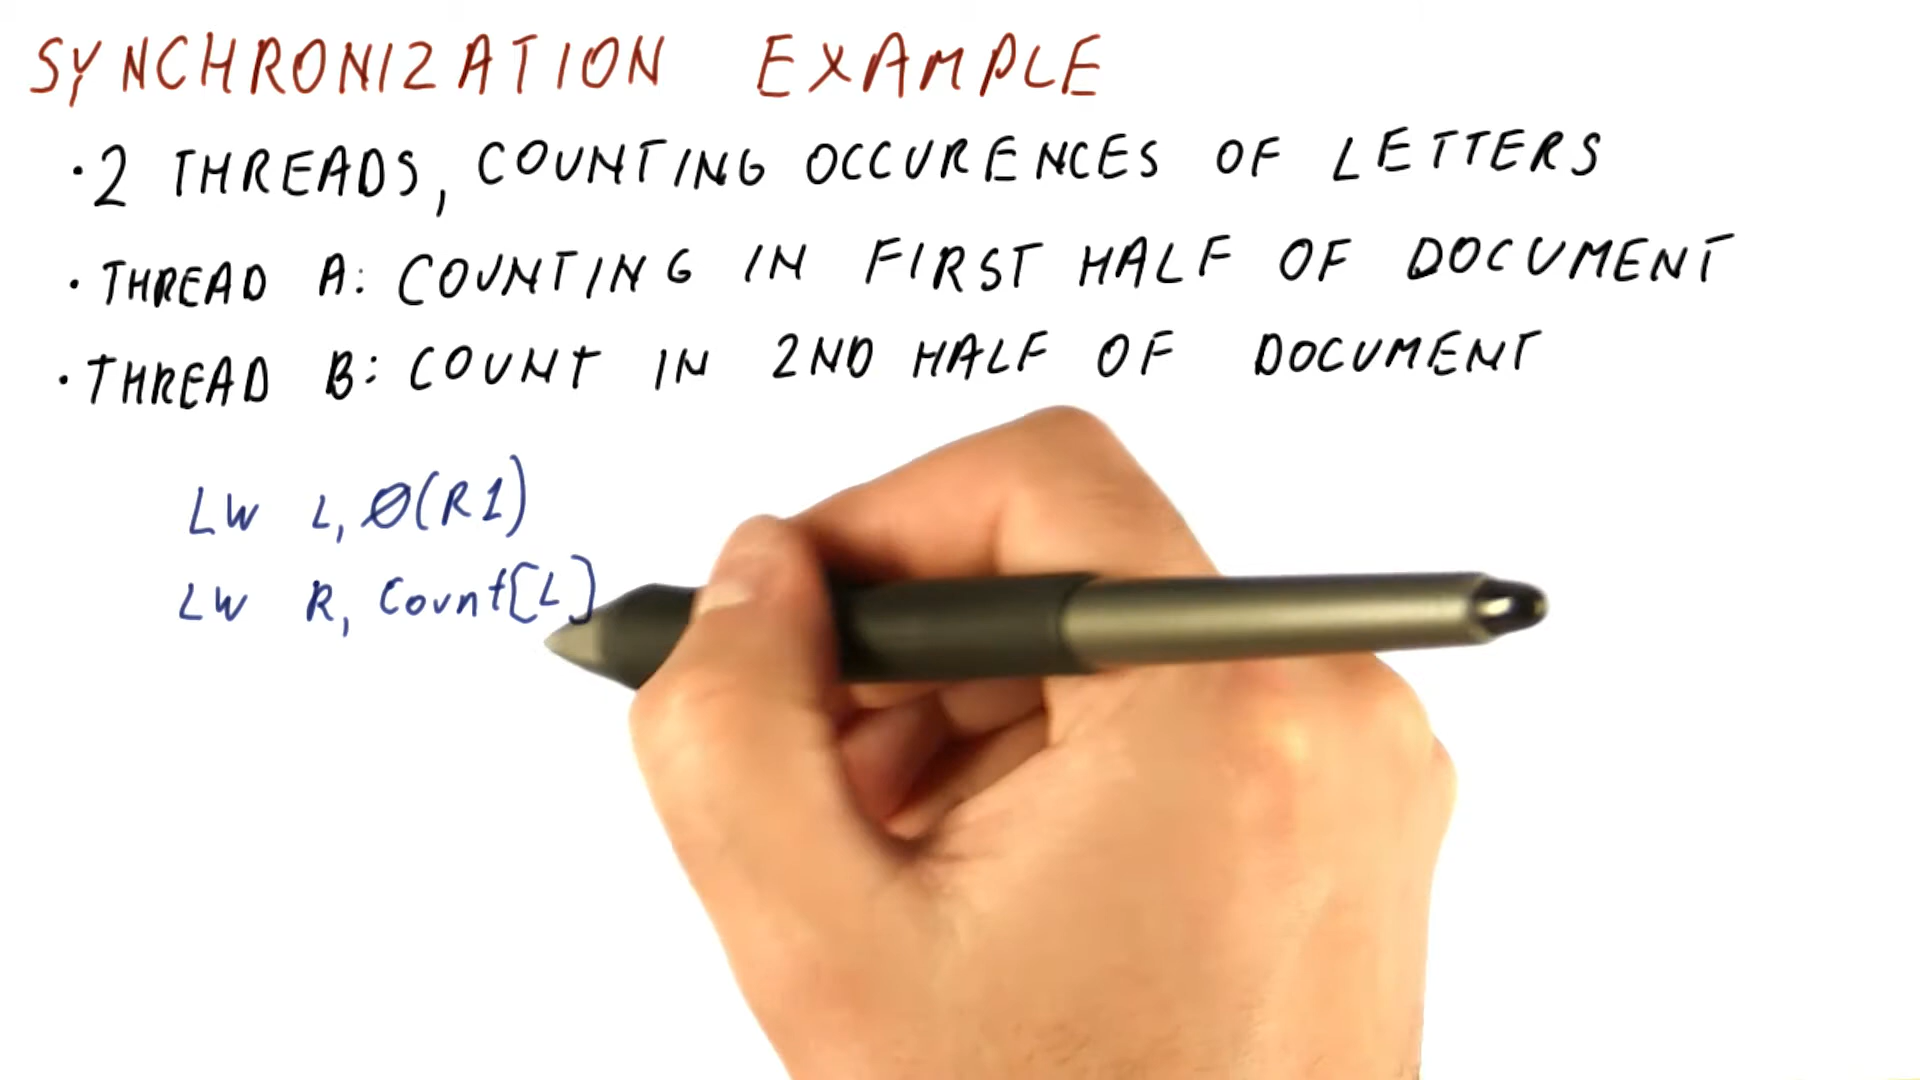 SYNCHRONIZATION EXAMPLE
• 2 THREADS, COUNTING OCCURENCES OF LETTERS
• THREAD A: COUNTING IN FIRST HALF OF DOCUMENT
• THREAD B: COUNT IN 2ND HALF OF DOCUMENT
LW L, 0(R1)
LW R, Count[L]